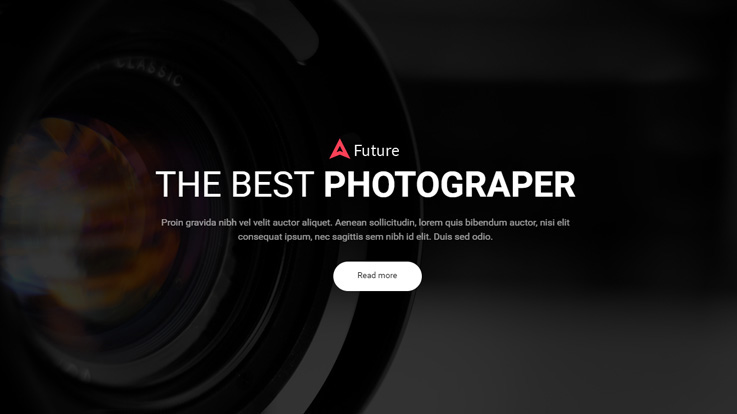 CLASSIC
Future
THE BEST PHOTOGRAPER
Proin gravida nibh vel velit auctor aliquet. Aenean sollicitudin, lorem quis bibendum auctor, nisi elit
consequat ipsum, nec sagittis sem nibh id elit. Duis sed odio.
Read more